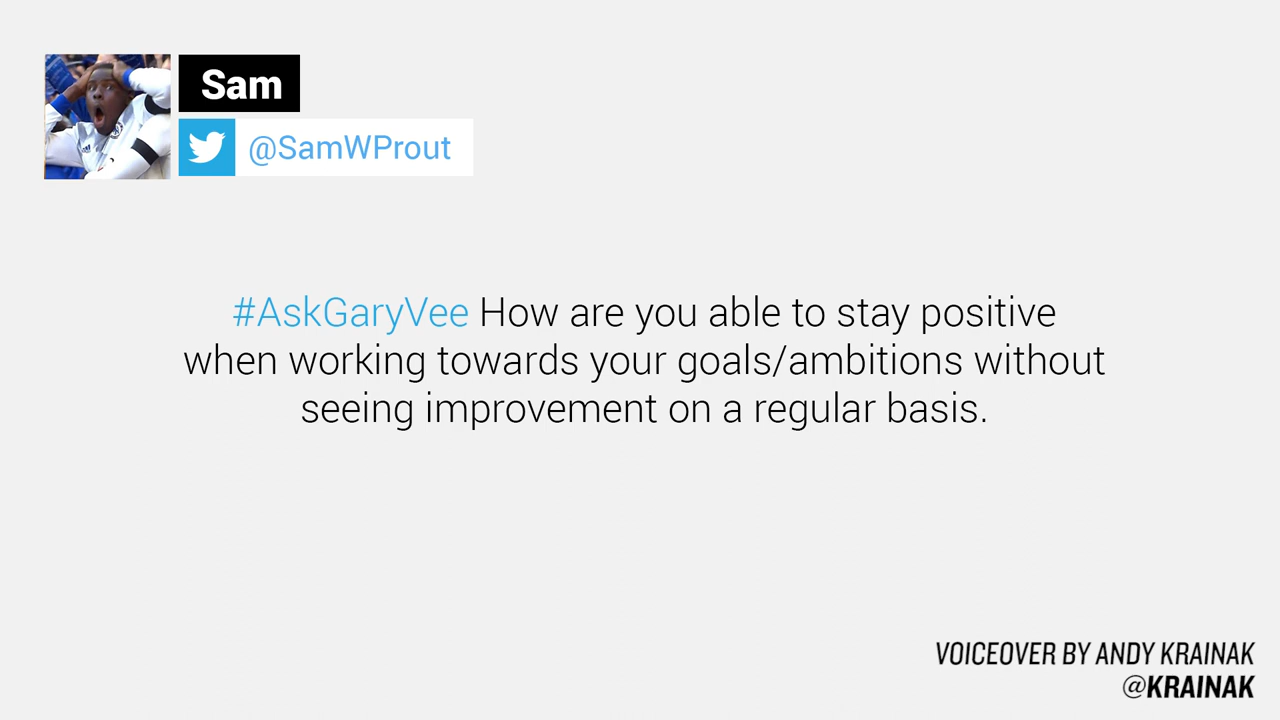 Sam
@SamWProut
#AskGaryVee How are you able to stay positive
when working towards your goals/ambitions without
seeing improvement on a regular basis.
VOICEOVER BY ANDY KRAINAK
@KRAINAK